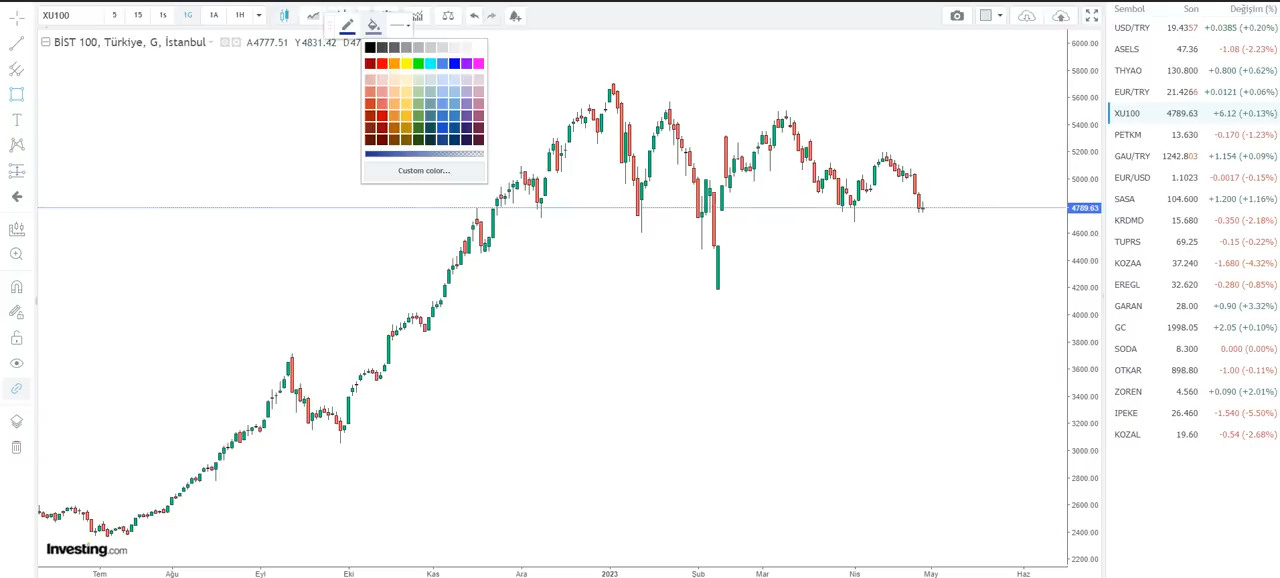 XU100 5 15 1s 1G 1A 1H
BİST 100, Türkiye, G, İstanbul A4777.51 Y4831.42 D47
Custom color...
6000.00
5800.00
5600.00
5400.00
5200.00
5000.00
4789.63
4600.00
4400.00
4200.00
4000.00
3800.00
3600.00
3400.00
3200.00
3000.00
2800.00
2600.00
2400.00
2200.00
Investing.com
Tem Ağu Eyl Eki Kas Ara 2023 Şub Mar Nis May Haz
Sembol Son Değişim (%)
USD/TRY 19.4357 +0.0385 (+0.20%)
ASELS 47.36 -1.08 (-2.23%)
THYAO 130.800 +0.800 (+0.62%)
EUR/TRY 21.4266 +0.0121 (+0.06%)
XU100 4789.63 +6.12 (+0.13%)
PETKM 13.630 -0.170 (-1.23%)
GAU/TRY 1242.803 +1.154 (+0.09%)
EUR/USD 1.1023 -0.0017 (-0.15%)
SASA 104.600 +1.200 (+1.16%)
KRDMD 15.680 -0.350 (-2.18%)
TUPRS 69.25 -0.15 (-0.22%)
KOZAA 37.240 -1.680 (-4.32%)
EREGL 32.620 -0.280 (-0.85%)
GARAN 28.00 +0.90 (+3.32%)
GC 1998.05 +2.05 (+0.10%)
SODA 8.300 0.000 (0.00%)
OTKAR 898.80 -1.00 (-0.11%)
ZOREN 4.560 +0.090 (+2.01%)
IPEKE 26.460 -1.540 (-5.50%)
KOZAL 19.60 -0.54 (-2.68%)